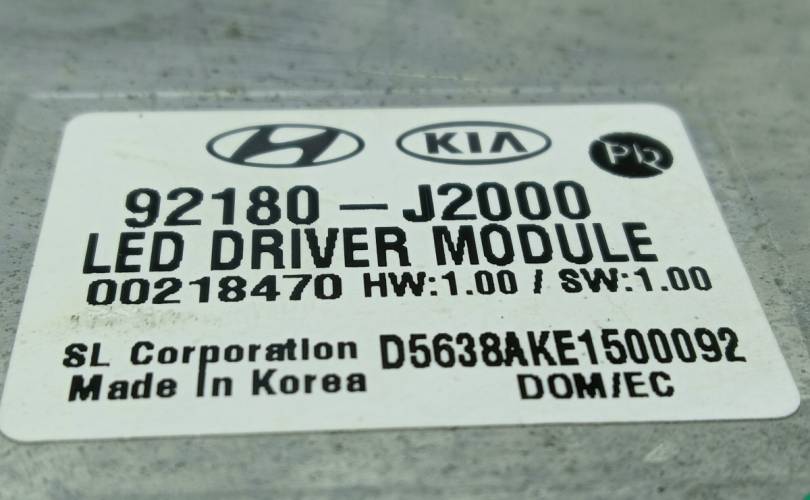 KIA Pb
92180-J2000
LED DRIVER MODULE
00218470 HW:1.00 / SW:1.00
SL Corporation D5638AKE1500092
Made In Korea DOM/EC